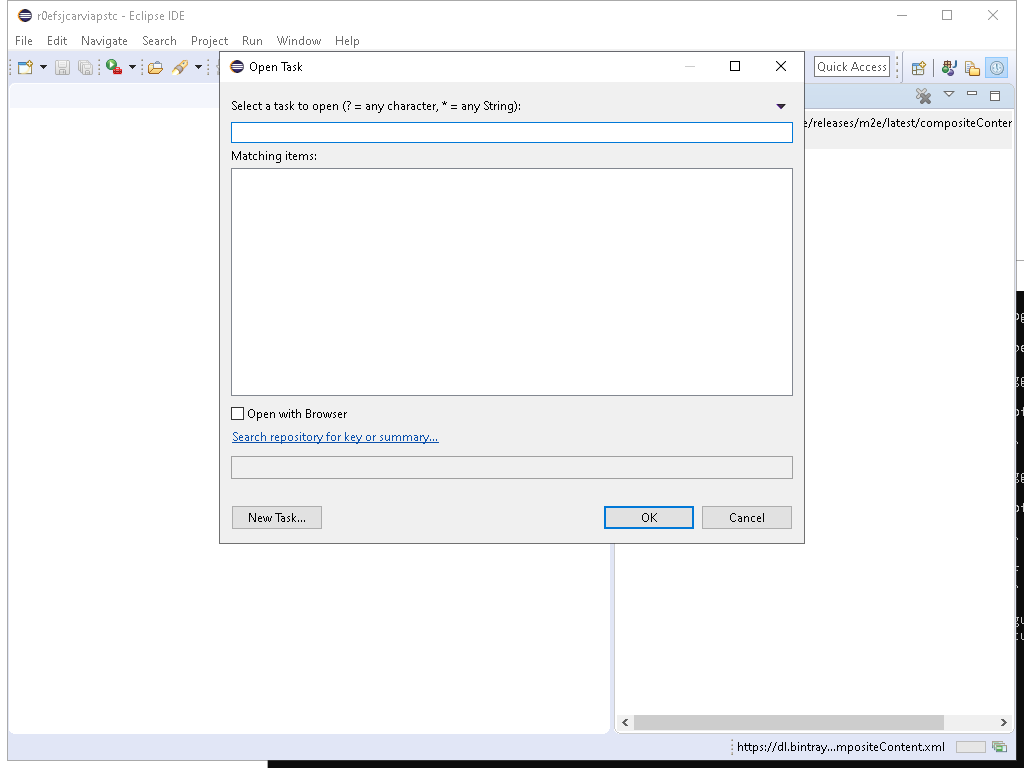 r0efsjcarviapstc - Eclipse IDE
File Edit Navigate Search Project Run Window Help
Open Task
Quick Access
Select a task to open (? = any character, * = any String):
e/releases/m2e/latest/compositeConter
Matching items:
Open with Browser
Search repository for key or summary...
New Task...
OK
Cancel
https://dl.bintray...mpositeContent.xml